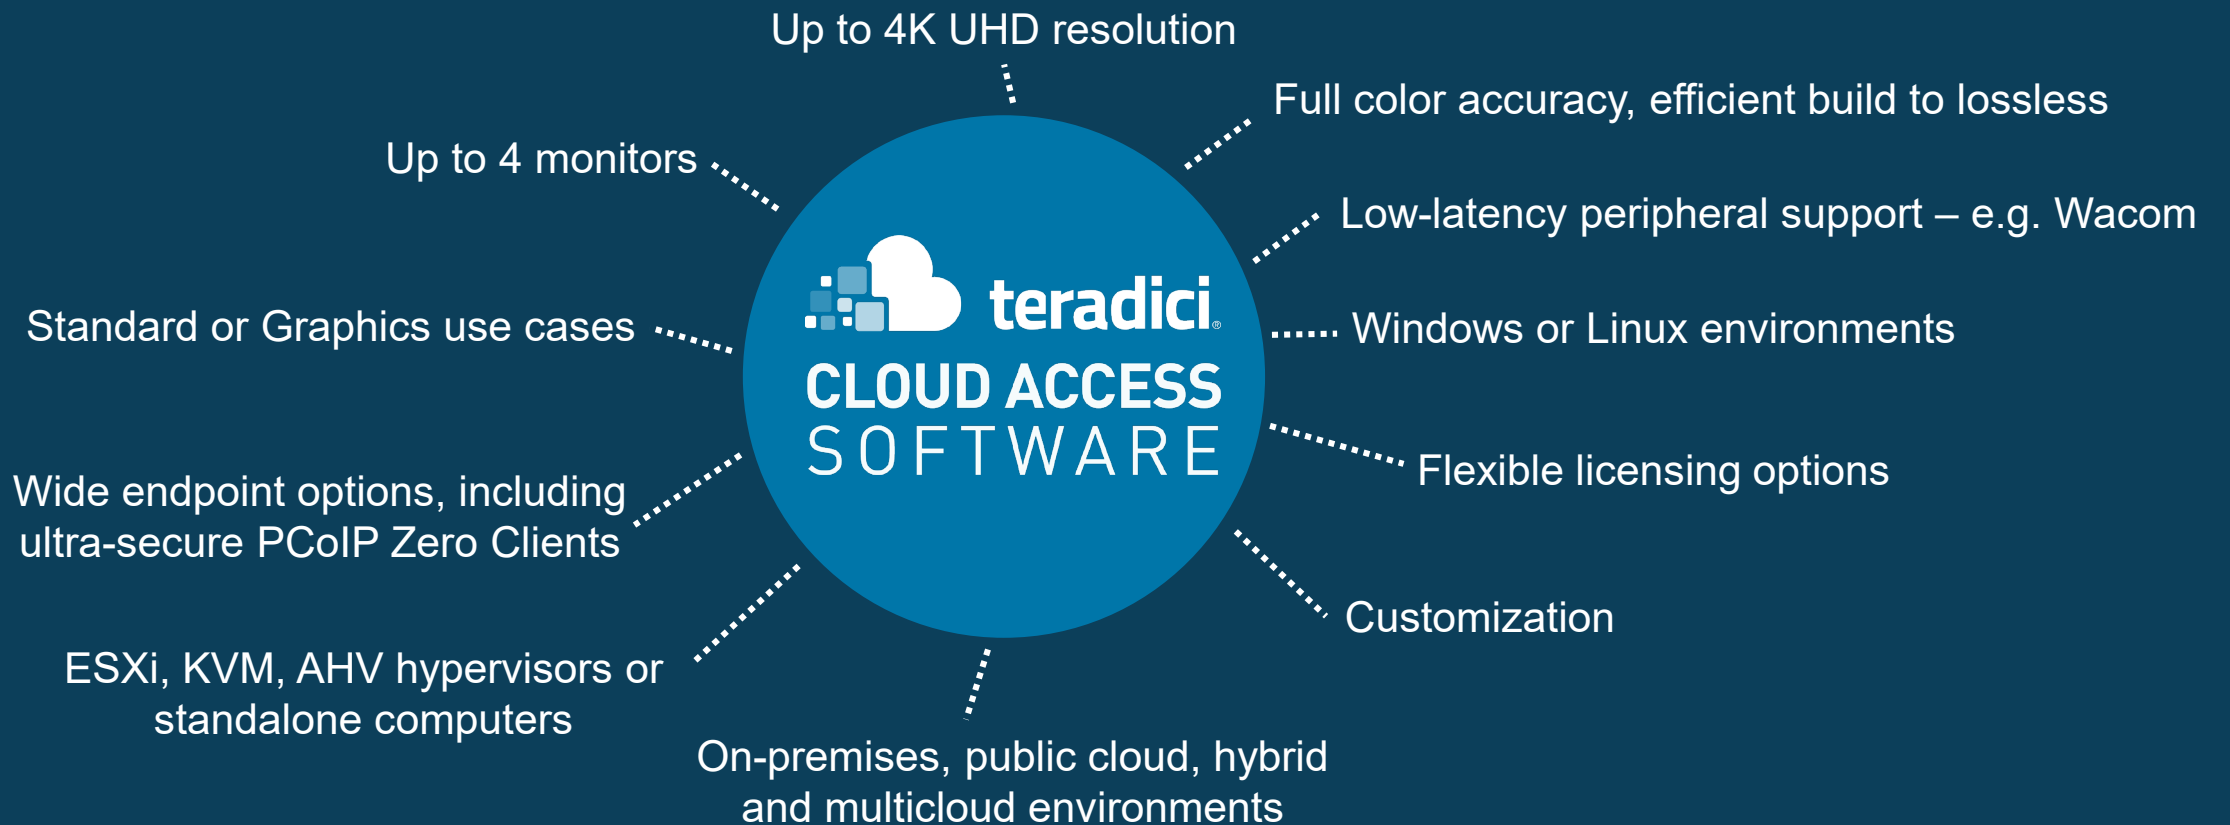 Up to 4K UHD resolution
Full color accuracy, efficient build to lossless
Up to 4 monitors
Low-latency peripheral support – e.g. Wacom
Standard or Graphics use cases
teradici®
CLOUD ACCESS
SOFTWARE
Windows or Linux environments
Flexible licensing options
Wide endpoint options, including
ultra-secure PCoIP Zero Clients
Customization
ESXi, KVM, AHV hypervisors or
standalone computers
On-premises, public cloud, hybrid
and multicloud environments